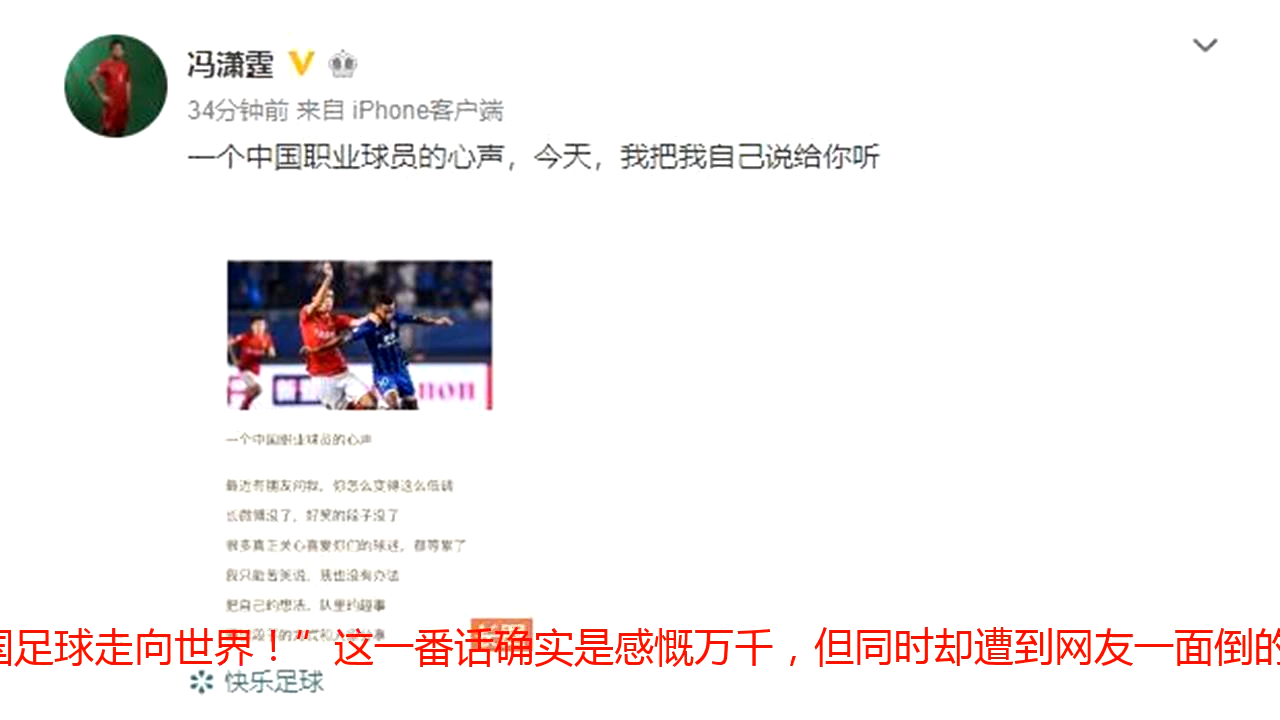 冯潇霆
34分钟前 来自 iPhone客户端
一个中国职业球员的心声，今天，我把我自己说给你听
non
一个中国职业球员的心声
最近有朋友问我，你怎么变得这么低调
长微博没了，好笑的段子没了
很多真正关心喜爱你们的球迷，都等累了
我只能苦笑说，我也没有办法
把自己的想法，队里的趣事
国足球走向世界！”这一番话确实是感慨万千，但同时却遭到网友一面倒的
快乐足球